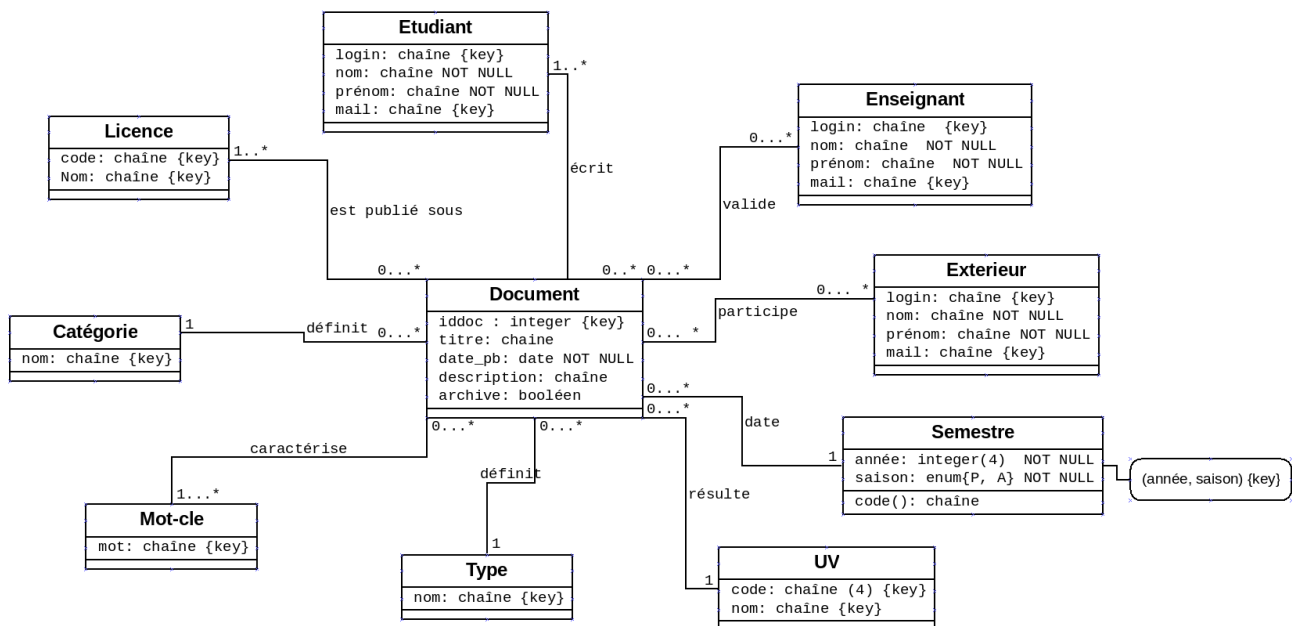 Etudiant
login: chaîne {key}
nom: chaîne NOT NULL
prénom: chaîne NOT NULL
mail: chaîne {key}
1..*
écrit
Licence
code: chaîne {key}
Nom: chaîne {key}
1..*
est publié sous
0...*
0..*
Enseignant
login: chaîne  {key}
nom: chaîne  NOT NULL
prénom: chaîne  NOT NULL
mail: chaîne {key}
0...*
valide
0...*
Exterieur
login: chaîne {key}
nom: chaîne NOT NULL
prénom: chaîne NOT NULL
mail: chaîne {key}
0... *
participe
0... *
Document
iddoc : integer {key}
titre: chaine
date_pb: date NOT NULL
description: chaîne
archive: booléen
Catégorie
nom: chaîne {key}
1
définit
0...*
0...*
date
1
Semestre
année: integer(4)  NOT NULL
saison: enum{P, A} NOT NULL
code(): chaîne
(année, saison) {key}
0...*
caractérise
1...*
Mot-cle
mot: chaîne {key}
0...*
définit
1
Type
nom: chaîne {key}
0...*
résulte
1
UV
code: chaîne (4) {key}
nom: chaîne {key}